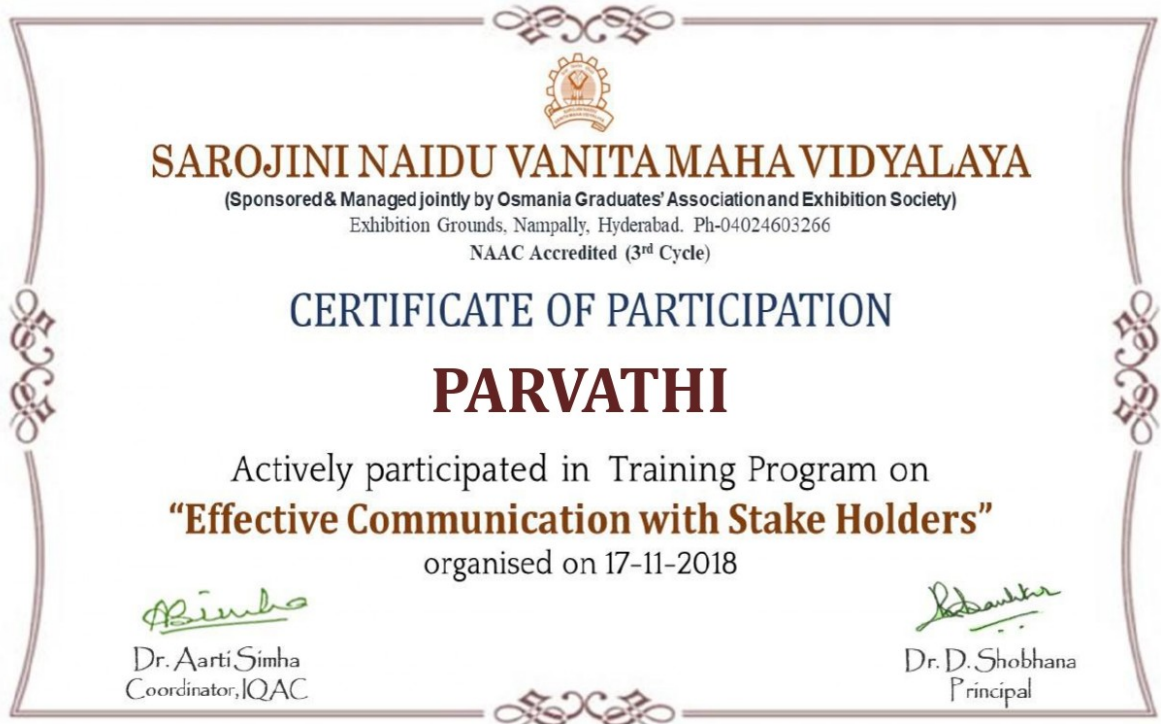 SAROJINI NAIDU VANITA MAHA VIDYALAYA
(Sponsored & Managed jointly by Osmania Graduates' Association and Exhibition Society)
Exhibition Grounds, Nampally, Hyderabad. Ph-04024603266
NAAC Accredited (3rd Cycle)
CERTIFICATE OF PARTICIPATION
PARVATHI
Actively participated in Training Program on
“Effective Communication with Stake Holders”
organised on 17-11-2018
Dr. Aarti Simha
Coordinator, IQAC
Dr. D. Shobhana
Principal